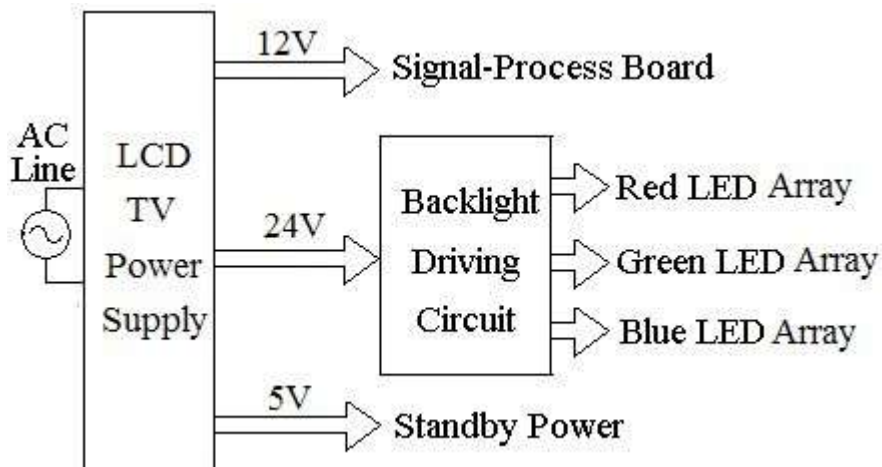 12V
Signal-Process Board
AC
Line
LCD
TV
Power
Supply
24V
Backlight
Driving
Circuit
Red LED Array
Green LED Array
Blue LED Array
5V
Standby Power